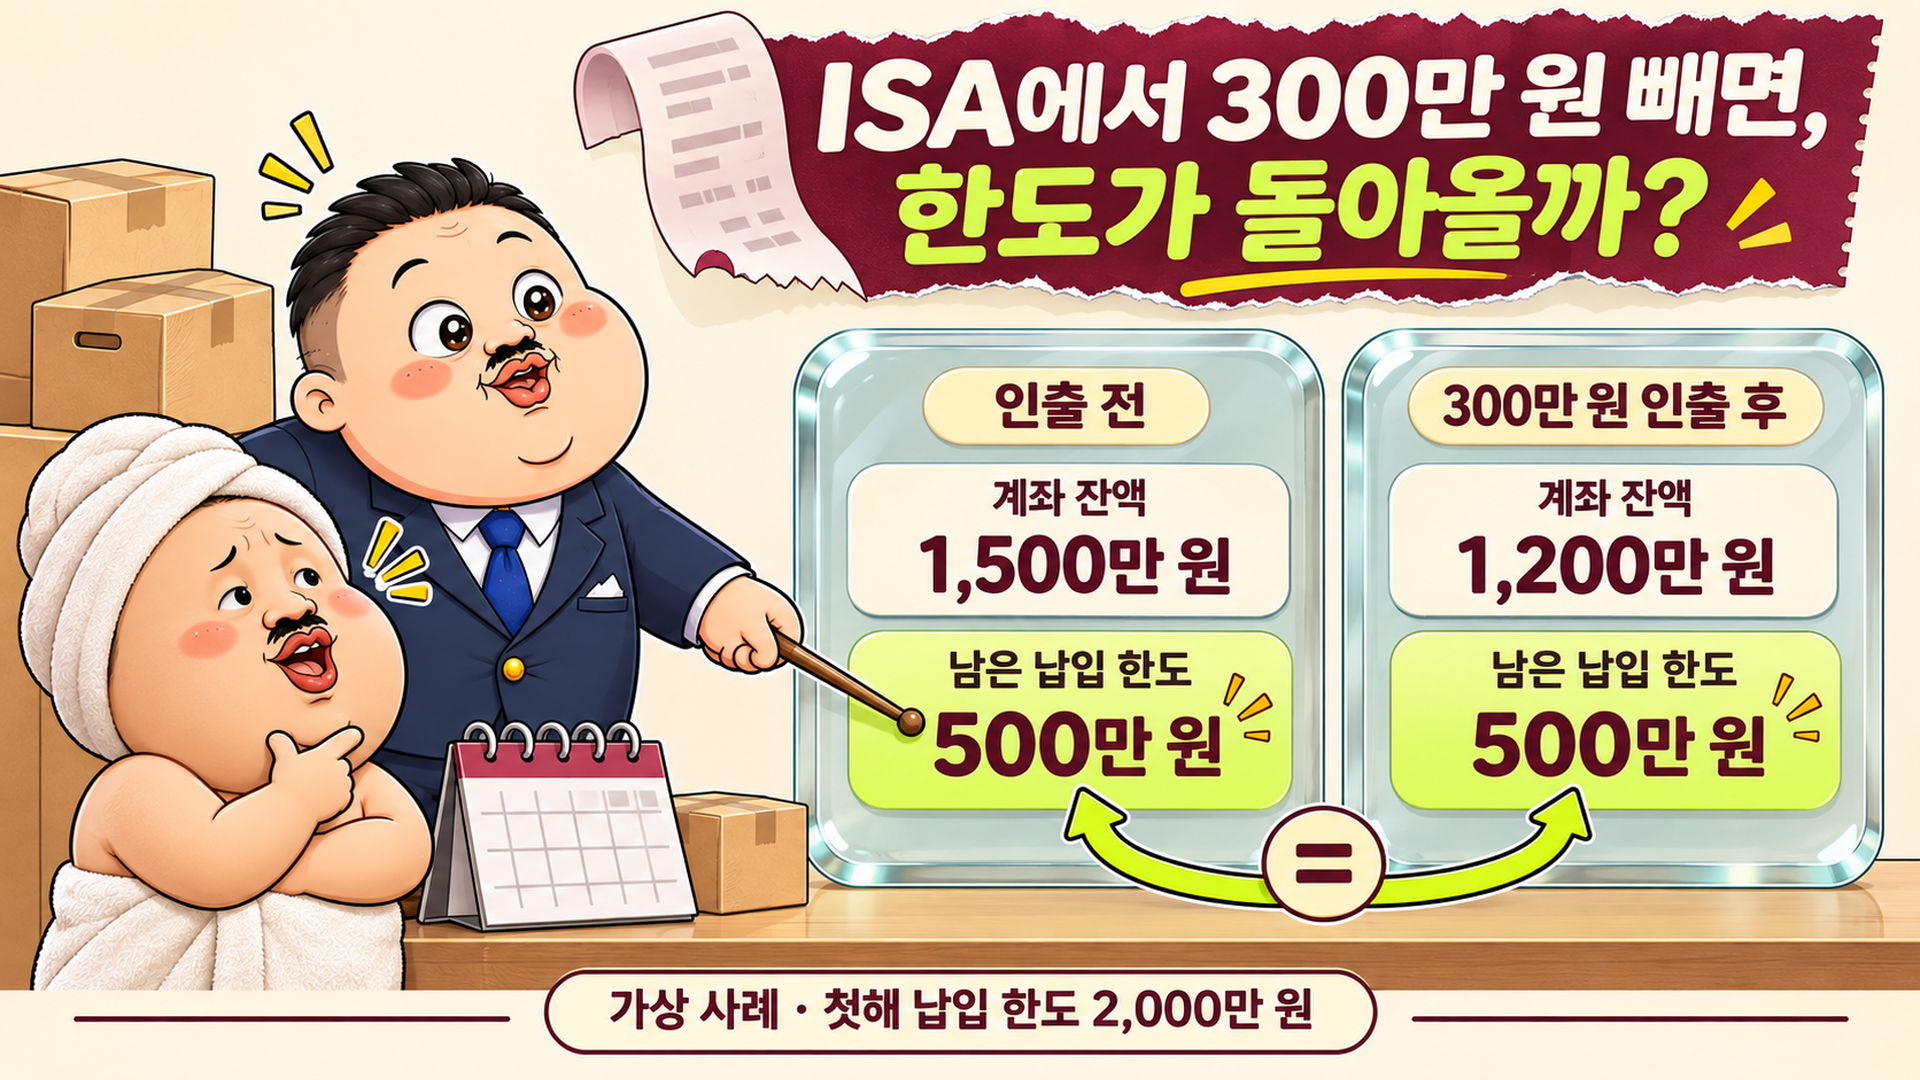 ISA에서 300만 원 빼면,
한도가 돌아올까?
인출 전
계좌 잔액
1,500만 원
남은 납입 한도
500만 원
300만 원 인출 후
계좌 잔액
1,200만 원
남은 납입 한도
500만 원
=
가상 사례 · 첫해 납입 한도 2,000만 원